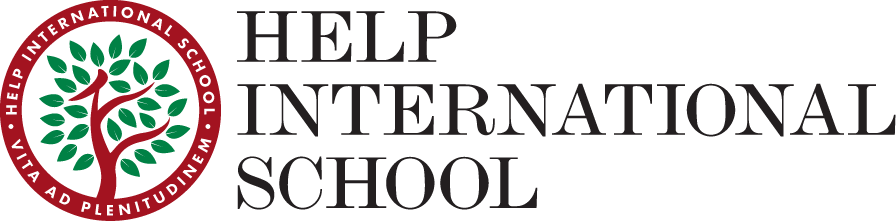 · HELP INTERNATIONAL SCHOOL ·
VITA AD PLENITUDINEM
HELP
INTERNATIONAL
SCHOOL